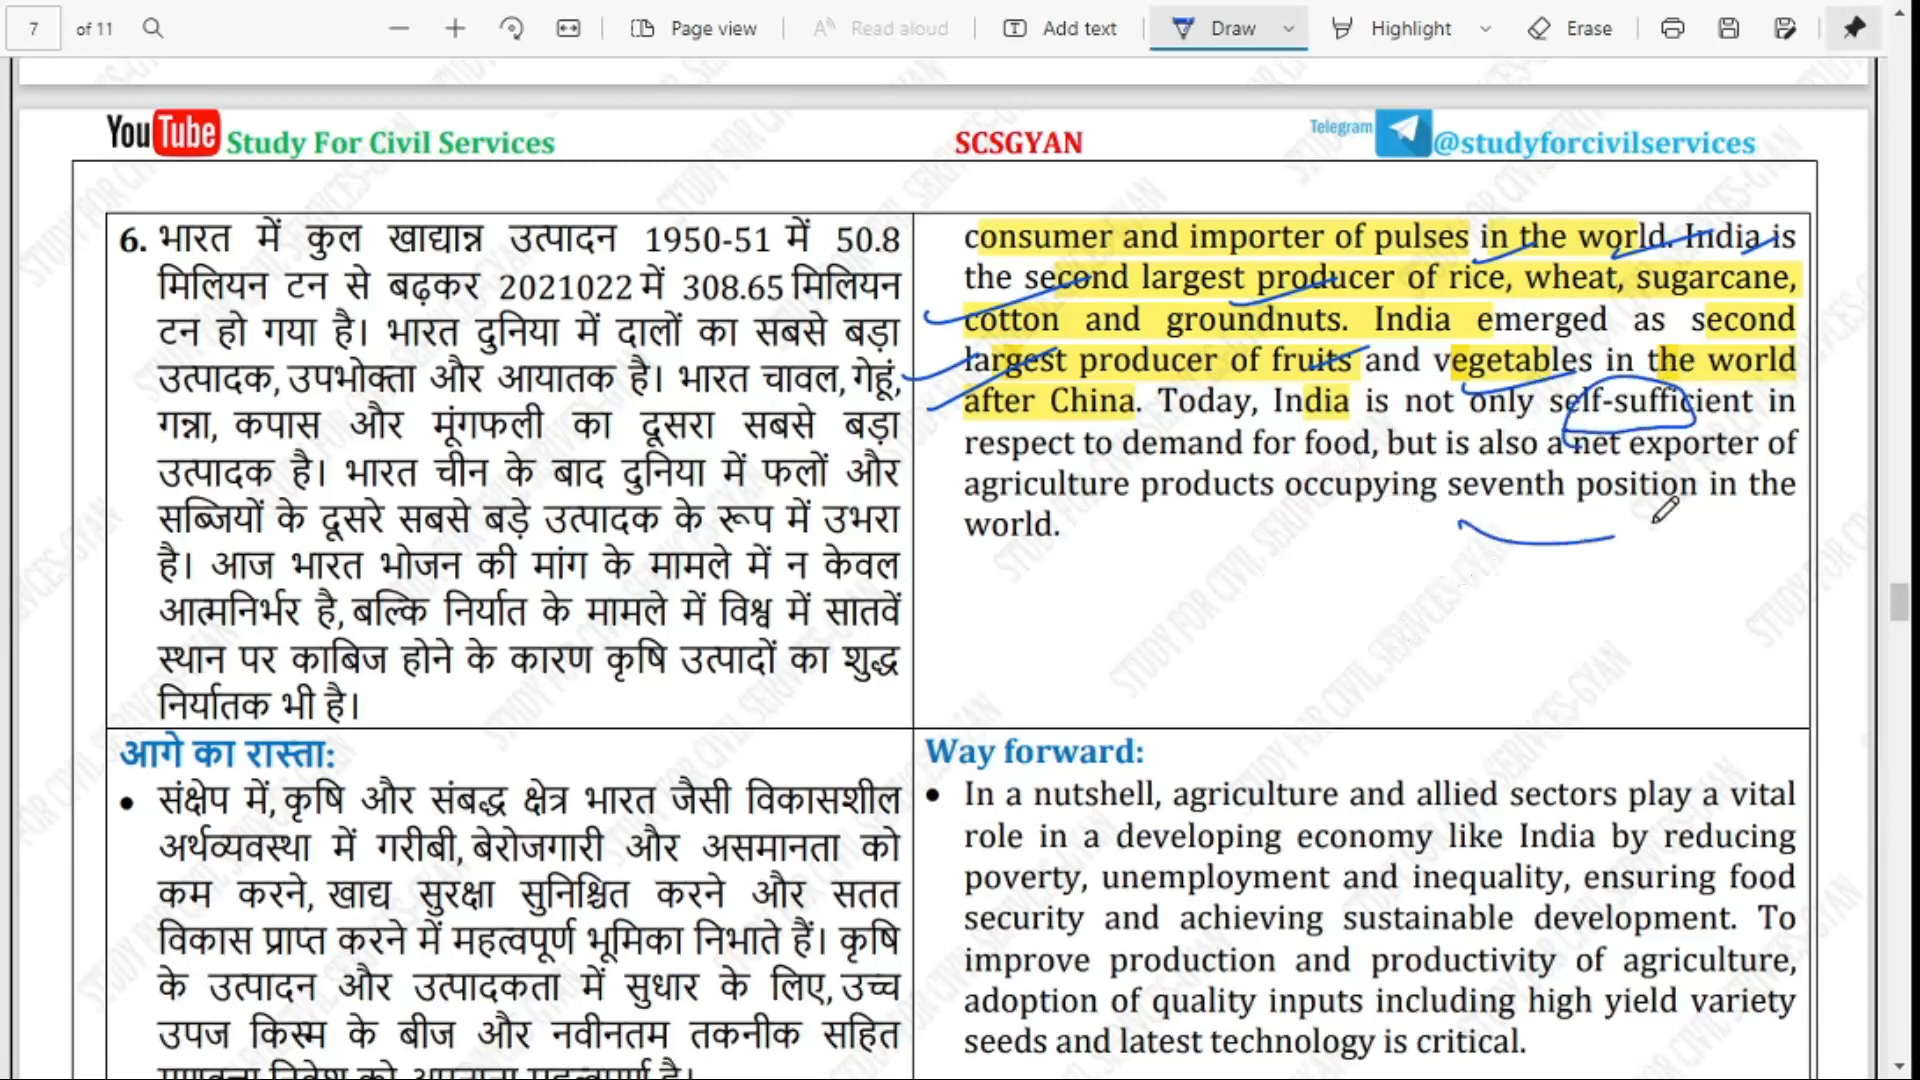 7 of 11 Page view Read aloud Add text Draw Highlight Erase
YouTube Study For Civil Services SCSGYAN Telegram @studyforcivilservices
6. भारत में कुल खाद्यान्न उत्पादन 1950-51 में 50.8
मिलियन टन से बढ़कर 2021022 में 308.65 मिलियन
टन हो गया है। भारत दुनिया में दालों का सबसे बड़ा
उत्पादक, उपभोक्ता और आयातक है। भारत चावल, गेहूं,
गन्ना, कपास और मूंगफली का दूसरा सबसे बड़ा
उत्पादक है। भारत चीन के बाद दुनिया में फलों और
सब्जियों के दूसरे सबसे बड़े उत्पादक के रूप में उभरा
है। आज भारत भोजन की मांग के मामले में न केवल
आत्मनिर्भर है, बल्कि निर्यात के मामले में विश्व में सातवें
स्थान पर काबिज होने के कारण कृषि उत्पादों का शुद्ध
निर्यातक भी है।
consumer and importer of pulses in the world. India is
the second largest producer of rice, wheat, sugarcane,
cotton and groundnuts. India emerged as second
largest producer of fruits and vegetables in the world
after China. Today, India is not only self-sufficient in
respect to demand for food, but is also a net exporter of
agriculture products occupying seventh position in the
world.
आगे का रास्ता:
• संक्षेप में, कृषि और संबद्ध क्षेत्र भारत जैसी विकासशील
अर्थव्यवस्था में गरीबी, बेरोजगारी और असमानता को
कम करने, खाद्य सुरक्षा सुनिश्चित करने और सतत
विकास प्राप्त करने में महत्वपूर्ण भूमिका निभाते हैं। कृषि
के उत्पादन और उत्पादकता में सुधार के लिए, उच्च
उपज किस्म के बीज और नवीनतम तकनीक सहित
Way forward:
• In a nutshell, agriculture and allied sectors play a vital
role in a developing economy like India by reducing
poverty, unemployment and inequality, ensuring food
security and achieving sustainable development. To
improve production and productivity of agriculture,
adoption of quality inputs including high yield variety
seeds and latest technology is critical.